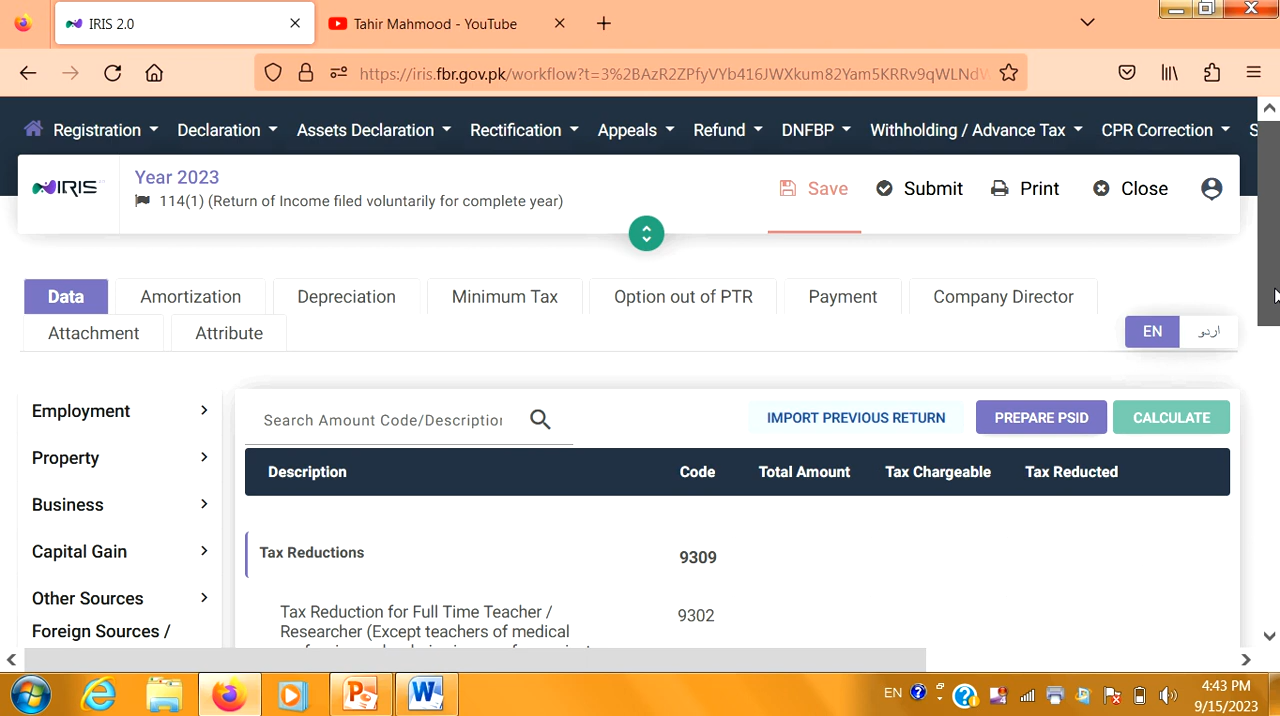 IRIS 2.0
Tahir Mahmood - YouTube
https://iris.fbr.gov.pk/workflow?t=3%2BAzR2ZPfyVYb416JWXkum82Yam5KRRv9qWLNdW
Registration Declaration Assets Declaration Rectification Appeals Refund DNFBP Withholding / Advance Tax CPR Correction S
IRIS
Year 2023
114(1) (Return of Income filed voluntarily for complete year)
Save Submit Print Close
Data Amortization Depreciation Minimum Tax Option out of PTR Payment Company Director
Attachment Attribute
EN اردو
Employment
Property
Business
Capital Gain
Other Sources
Foreign Sources /
Search Amount Code/Description
IMPORT PREVIOUS RETURN PREPARE PSID CALCULATE
Description Code Total Amount Tax Chargeable Tax Reducted
Tax Reductions 9309
Tax Reduction for Full Time Teacher / 9302
Researcher (Except teachers of medical
EN
4:43 PM
9/15/2023